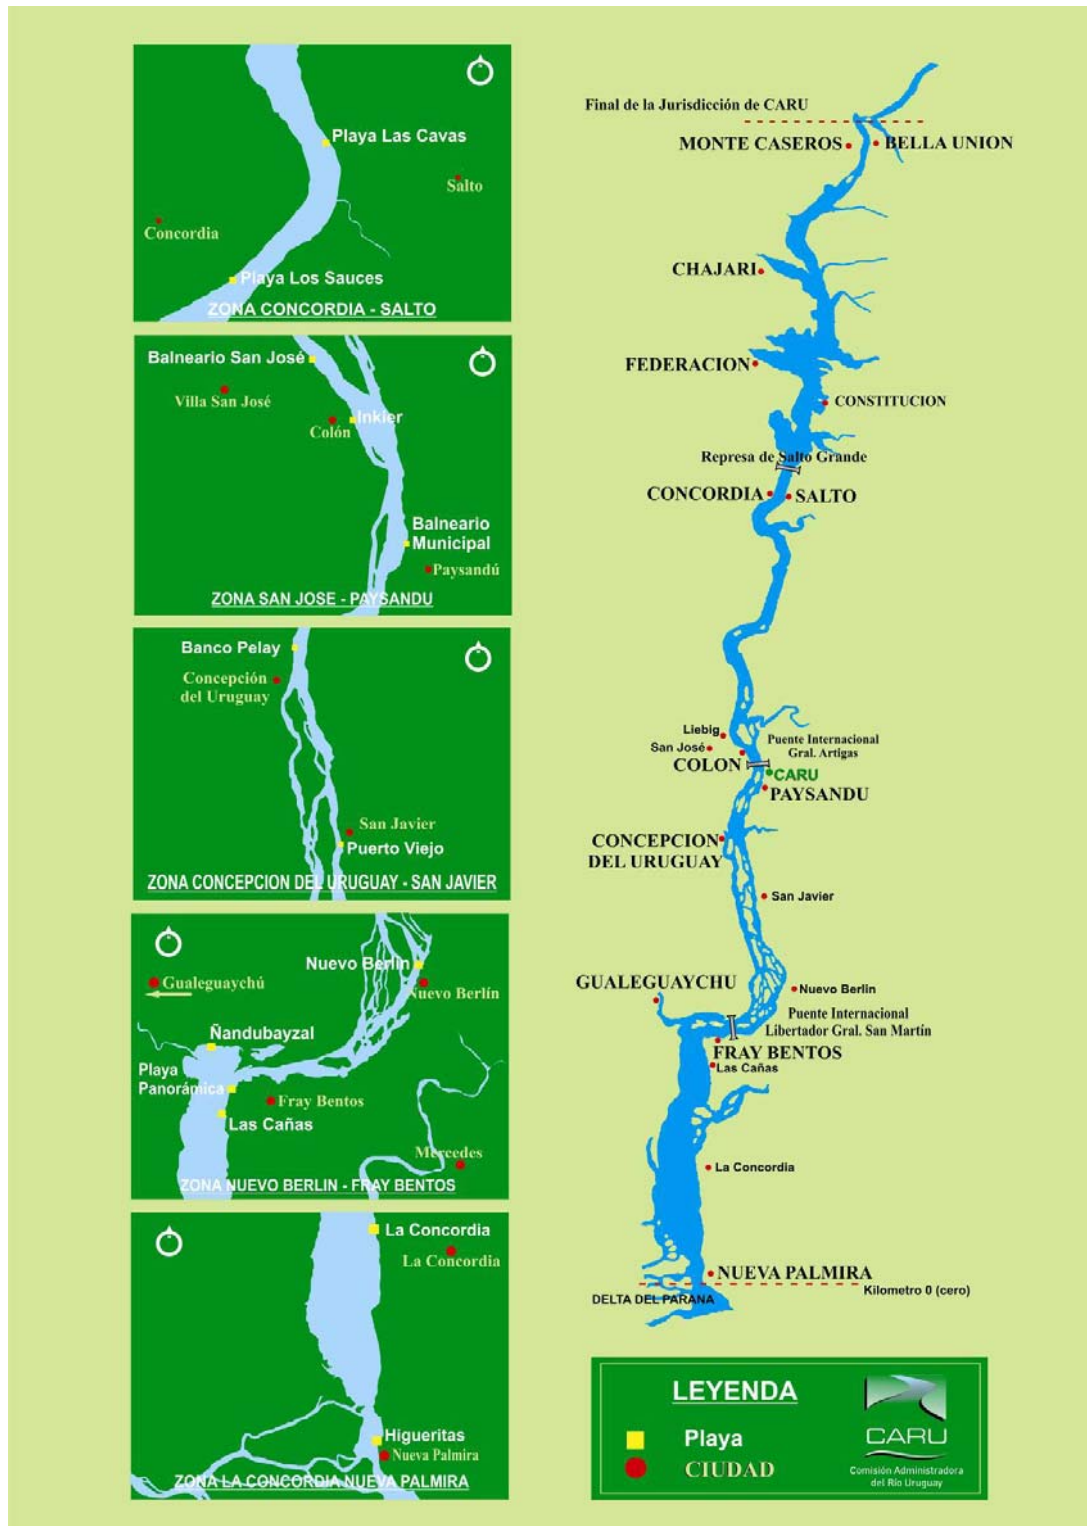 Playa Las Cavas
Salto
Concordia
Playa Los Sauces
ZONA CONCORDIA - SALTO
Balneario San José
Villa San José
Inkier
Colón
Balneario
Municipal
Paysandú
ZONA SAN JOSE - PAYSANDU
Banco Pelay
Concepción
del Uruguay
San Javier
Puerto Viejo
ZONA CONCEPCION DEL URUGUAY - SAN JAVIER
Nuevo Berlín
Gualeguaychú
Nuevo Berlín
Ñandubayzal
Playa
Panorámica
Fray Bentos
Las Cañas
Mercedes
ZONA NUEVO BERLIN - FRAY BENTOS
La Concordia
La Concordia
Higueritas
Nueva Palmira
ZONA LA CONCORDIA NUEVA PALMIRA
Final de la Jurisdicción de CARU
MONTE CASEROS
BELLA UNION
CHAJARI
FEDERACION
CONSTITUCION
Represa de Salto Grande
CONCORDIA
SALTO
Liebig
San José
Puente Internacional
Gral. Artigas
COLON
CARU
PAYSANDU
CONCEPCION
DEL URUGUAY
San Javier
GUALEGUAYCHU
Nuevo Berlin
Puente Internacional
Libertador Gral. San Martín
FRAY BENTOS
Las Cañas
La Concordia
NUEVA PALMIRA
Kilometro 0 (cero)
DELTA DEL PARANA
LEYENDA
Playa
CIUDAD
CARU
Comisión Administradora
del Río Uruguay